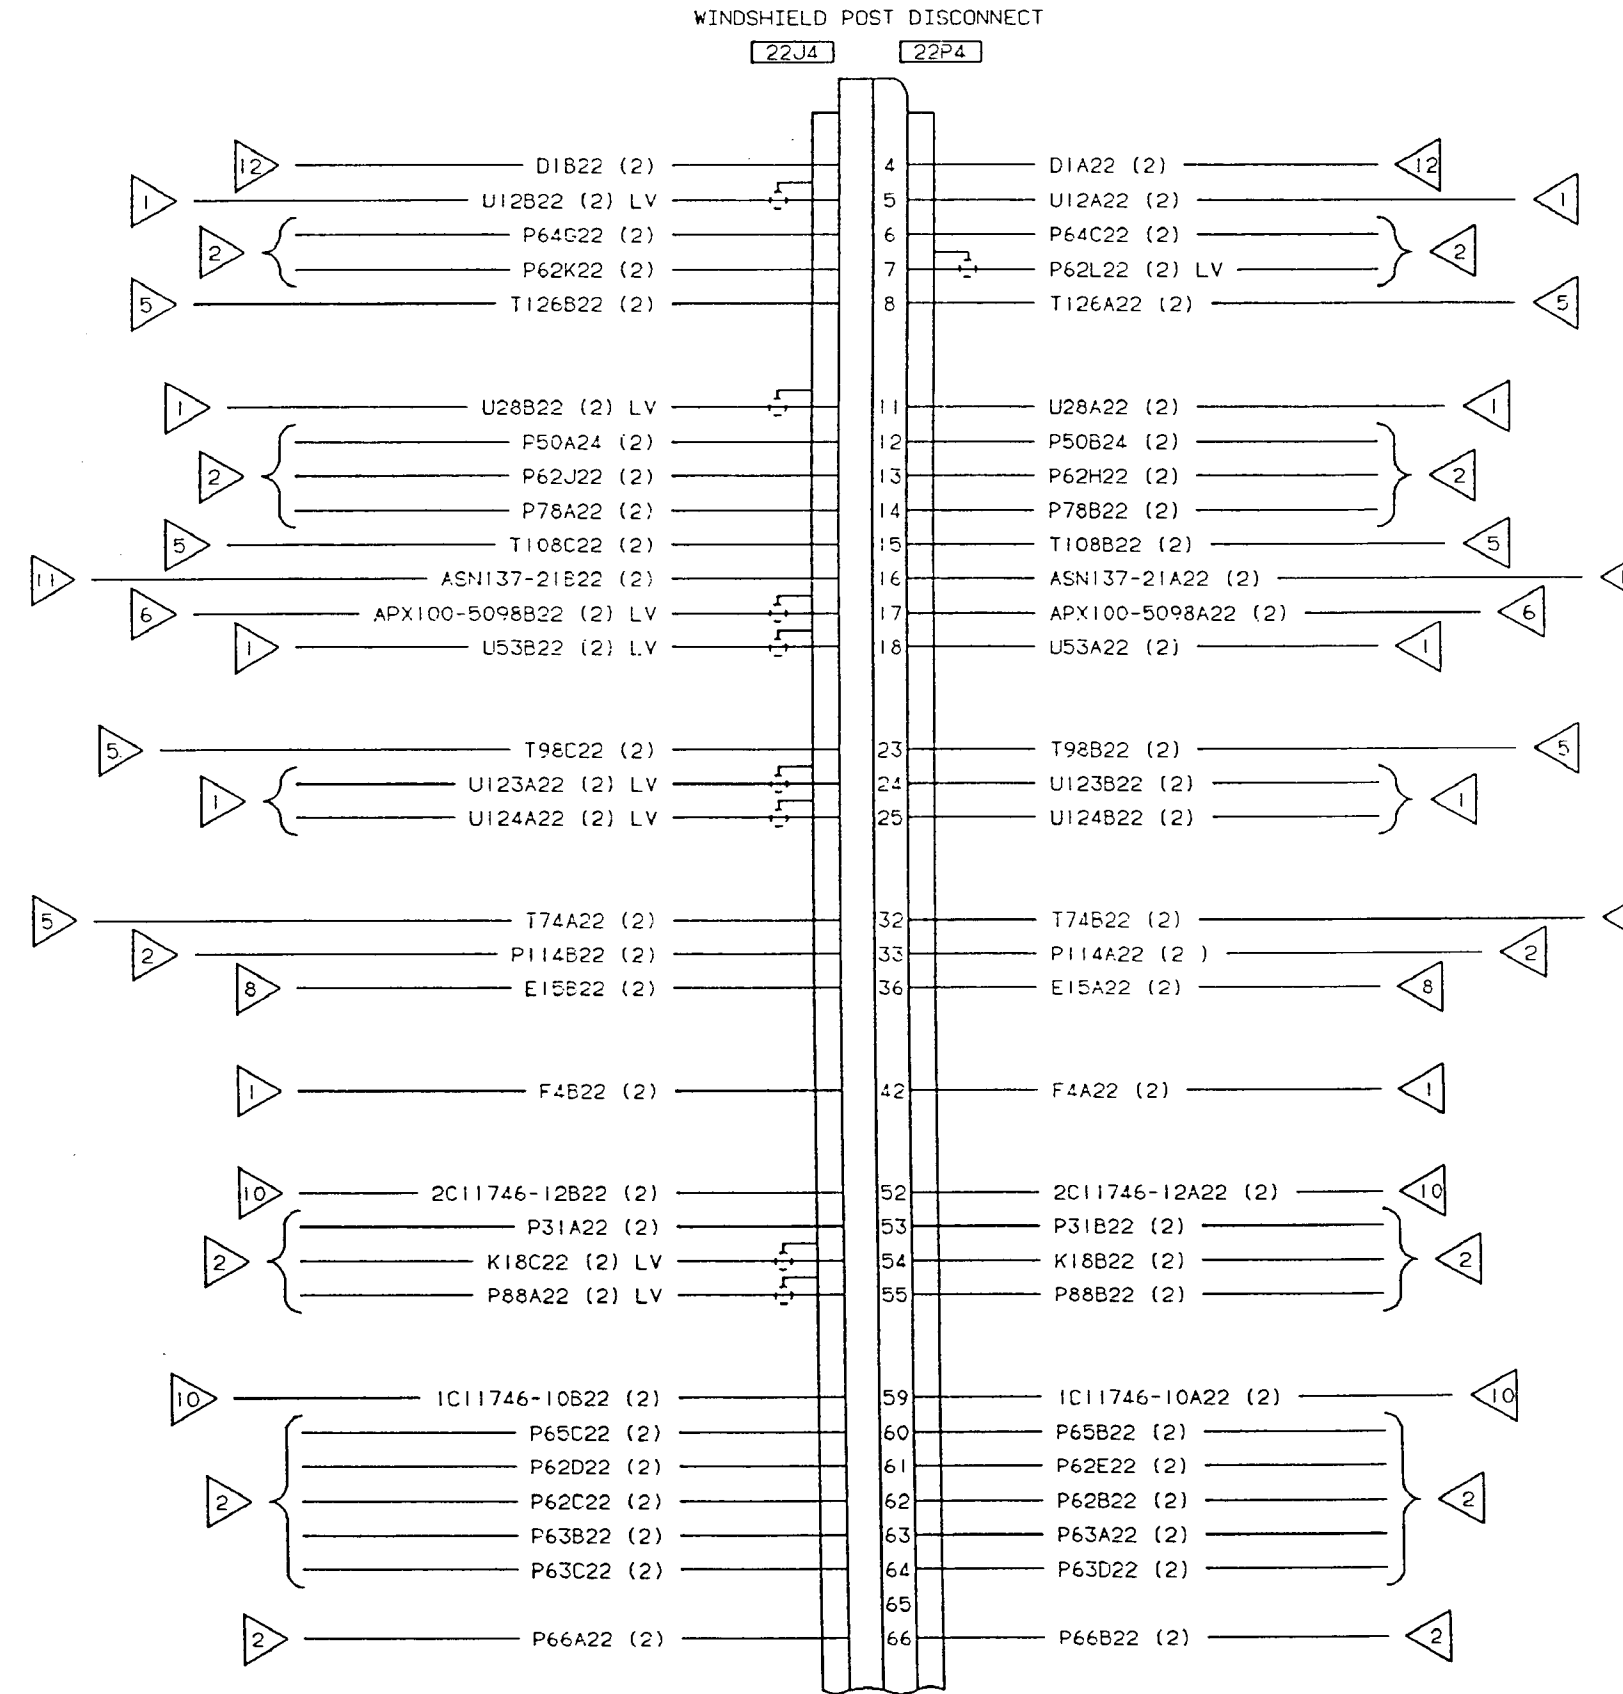 WINDSHIELD POST DISCONNECT
22J4 22P4
12 D1B22 (2) 4 D1A22 (2) 12
1 U12B22 (2) LV 5 U12A22 (2) 1
P64G22 (2) 6 P64C22 (2)
2 2
P62K22 (2) 7 P62L22 (2) LV
5 T126B22 (2) 8 T126A22 (2) 5
1 U28B22 (2) LV 11 U28A22 (2) 1
P50A24 (2) 12 P50B24 (2)
2 P62J22 (2) 13 P62H22 (2) 2
P78A22 (2) 14 P78B22 (2)
5 T108C22 (2) 15 T108B22 (2) 5
11 ASN137-21B22 (2) 16 ASN137-21A22 (2)
6 APX100-5098B22 (2) LV 17 APX100-5098A22 (2) 6
1 U53B22 (2) LV 18 U53A22 (2) 1
5 T98C22 (2) 23 T98B22 (2) 5
U123A22 (2) LV 24 U123B22 (2)
1 1
U124A22 (2) LV 25 U124B22 (2)
5 T74A22 (2) 32 T74B22 (2)
2 P114B22 (2) 33 P114A22 (2 ) 2
8 E15B22 (2) 36 E15A22 (2) 8
1 F4B22 (2) 42 F4A22 (2) 1
10 2C11746-12B22 (2) 52 2C11746-12A22 (2) 10
P31A22 (2) 53 P31B22 (2)
2 K18C22 (2) LV 54 K18B22 (2) 2
P88A22 (2) LV 55 P88B22 (2)
10 1C11746-10B22 (2) 59 1C11746-10A22 (2) 10
P65C22 (2) 60 P65B22 (2)
P62D22 (2) 61 P62E22 (2)
2 P62C22 (2) 62 P62B22 (2) 2
P63B22 (2) 63 P63A22 (2)
P63C22 (2) 64 P63D22 (2)
65
2 P66A22 (2) 66 P66B22 (2) 2